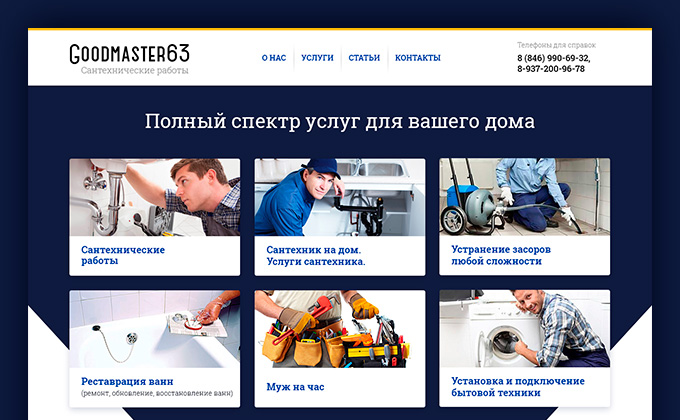 GOODMASTER63
Сантехнические работы
О НАС
УСЛУГИ
СТАТЬИ
КОНТАКТЫ
Телефоны для справок
8 (846) 990-69-32,
8-937-200-96-78
Полный спектр услуг для вашего дома
Сантехнические
работы
Сантехник на дом.
Услуги сантехника.
Устранение засоров
любой сложности
Реставрация ванн
(ремонт, обновление, восстановление ванн)
Муж на час
Установка и подключение
бытовой техники